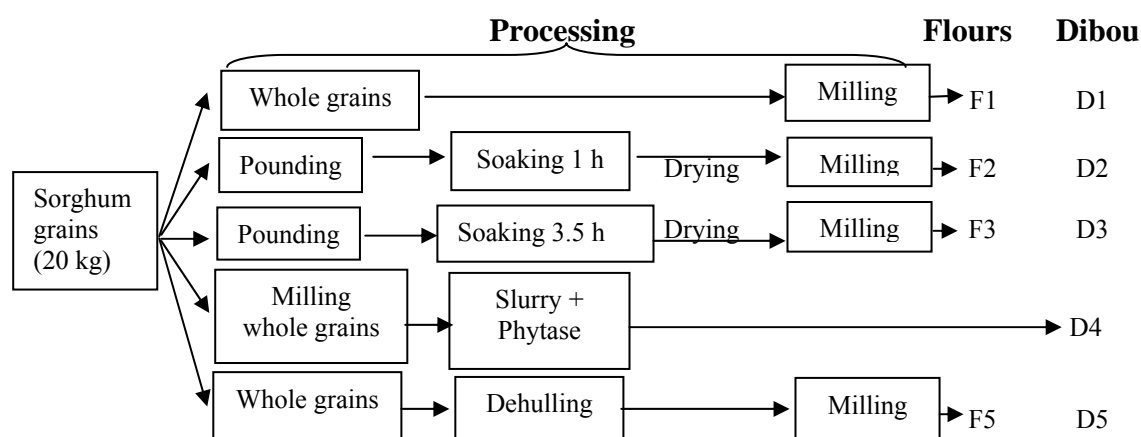 Processing Flours Dibou
Whole grains Milling F1 D1
Pounding Soaking 1 h Drying Milling F2 D2
Sorghum
grains
(20 kg)
Pounding Soaking 3.5 h Drying Milling F3 D3
Milling
whole grains
Slurry +
Phytase
D4
Whole grains Dehulling Milling F5 D5